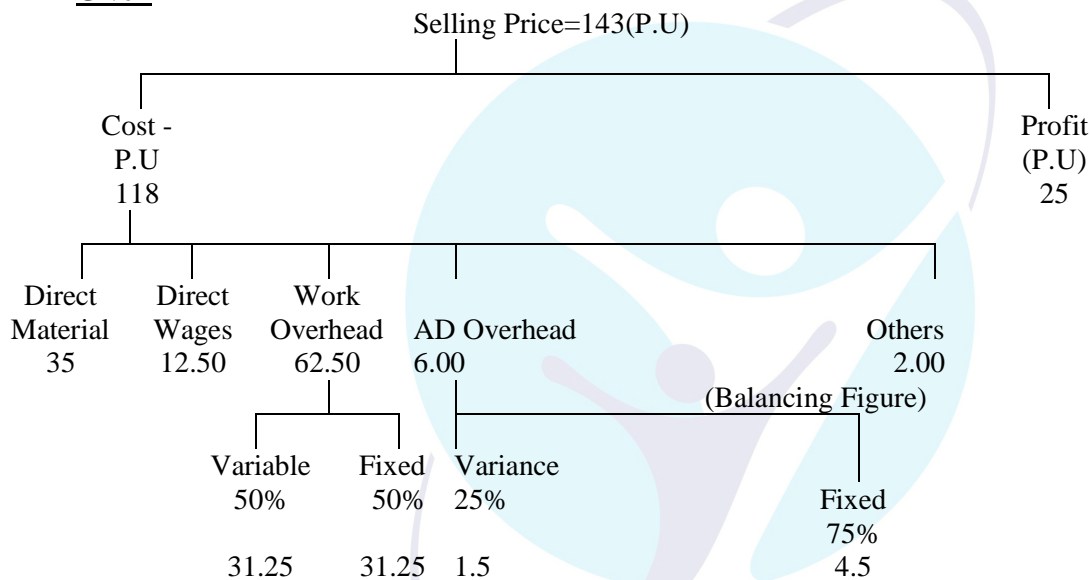 Selling Price=143(P.U)
Cost -
P.U
118
Profit
(P.U)
25
Direct
Material
35
Direct
Wages
12.50
Work
Overhead
62.50
AD Overhead
6.00
Others
2.00
(Balancing Figure)
Variable
50%
31.25
Fixed
50%
31.25
Variance
25%
1.5
Fixed
75%
4.5